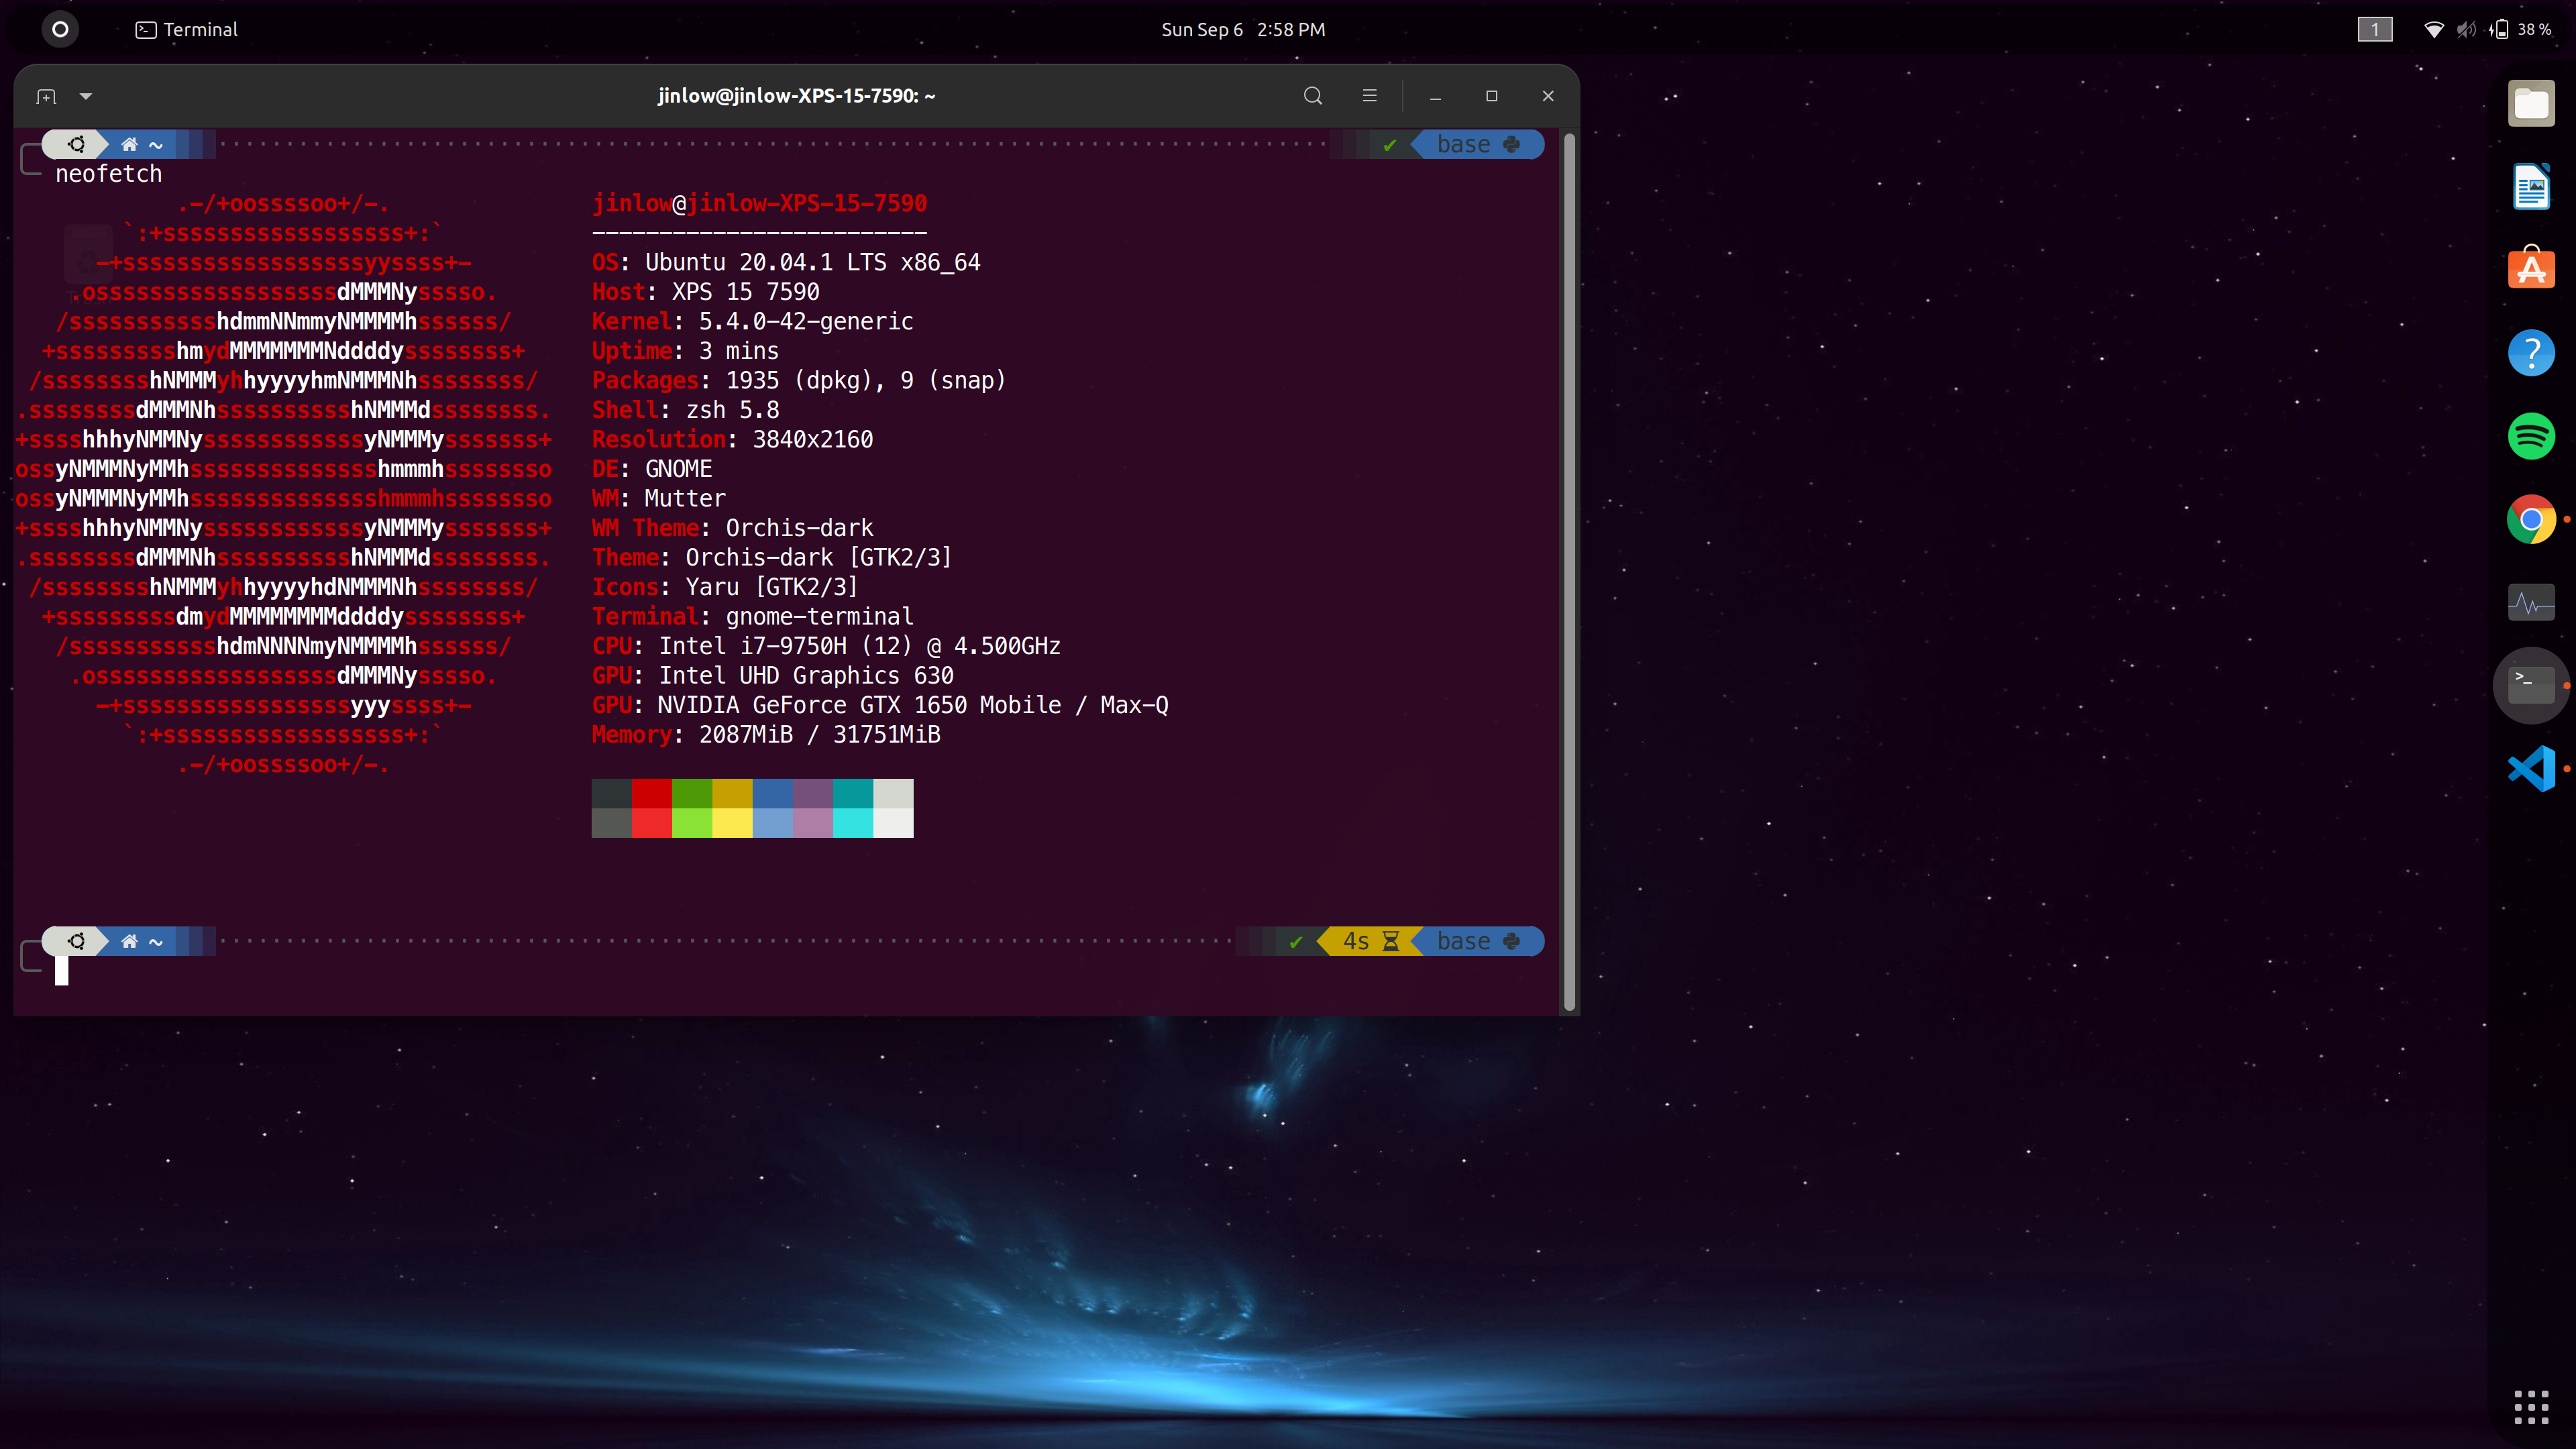 Terminal
Sun Sep 6 2:58 PM
1
38 %
jinlow@jinlow-XPS-15-7590: ~
~ base
neofetch
.-/+oossssoo+/-.
`:+ssssssssssssssssss+:`
-+ssssssssssssssssssyyssss+-
.ossssssssssssssssssdMMMNysssso.
/ssssssssssshdmmNNmmyNMMMMhssssss/
+ssssssssshmydMMMMMMMNddddyssssssss+
/sssssssshNMMMyhhyyyyhmNMMMNhssssssss/
.ssssssssdMMMNhsssssssssshNMMMdssssssss.
+sssshhhyNMMNyssssssssssssyNMMMysssssss+
ossyNMMMNyMMhsssssssssssssshmmmhssssssso
ossyNMMMNyMMhsssssssssssssshmmmhssssssso
+sssshhhyNMMNyssssssssssssyNMMMysssssss+
.ssssssssdMMMNhsssssssssshNMMMdssssssss.
/sssssssshNMMMyhhyyyyhdNMMMNhssssssss/
+sssssssssdmydMMMMMMMMddddyssssssss+
/ssssssssssshdmNNNNmyNMMMMhssssss/
.ossssssssssssssssssdMMMNysssso.
-+sssssssssssssssssyyyssss+-
`:+ssssssssssssssssss+:`
.-/+oossssoo+/-.
jinlow@jinlow-XPS-15-7590
-------------------------
OS: Ubuntu 20.04.1 LTS x86_64
Host: XPS 15 7590
Kernel: 5.4.0-42-generic
Uptime: 3 mins
Packages: 1935 (dpkg), 9 (snap)
Shell: zsh 5.8
Resolution: 3840x2160
DE: GNOME
WM: Mutter
WM Theme: Orchis-dark
Theme: Orchis-dark [GTK2/3]
Icons: Yaru [GTK2/3]
Terminal: gnome-terminal
CPU: Intel i7-9750H (12) @ 4.500GHz
GPU: Intel UHD Graphics 630
GPU: NVIDIA GeForce GTX 1650 Mobile / Max-Q
Memory: 2087MiB / 31751MiB
~ 4s base